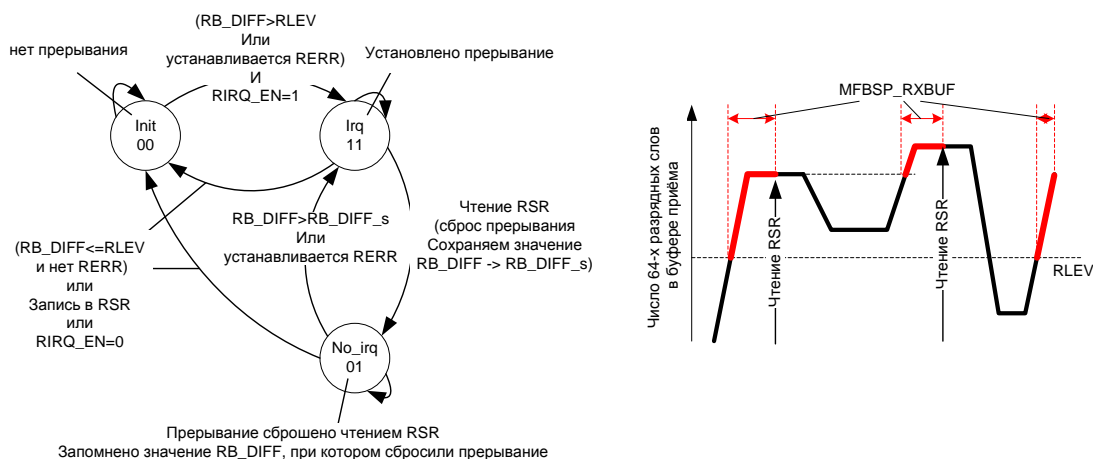 (RB_DIFF>RLEV
Или
устанавливается RERR)
И
RIRQ_EN=1
нет прерывания
Установлено прерывание
Init
00
Irq
11
RB_DIFF>RB_DIFF_s
Или
устанавливается RERR
Чтение RSR
(сброс прерывания
Сохраняем значение
RB_DIFF -> RB_DIFF_s)
(RB_DIFF<=RLEV
и нет RERR)
или
Запись в RSR
или
RIRQ_EN=0
No_irq
01
Прерывание сброшено чтением RSR
Запомнено значение RB_DIFF, при котором сбросили прерывание
MFBSP_RXBUF
Число 64-х разрядных слов
в буфере приёма
Чтение RSR
Чтение RSR
RLEV